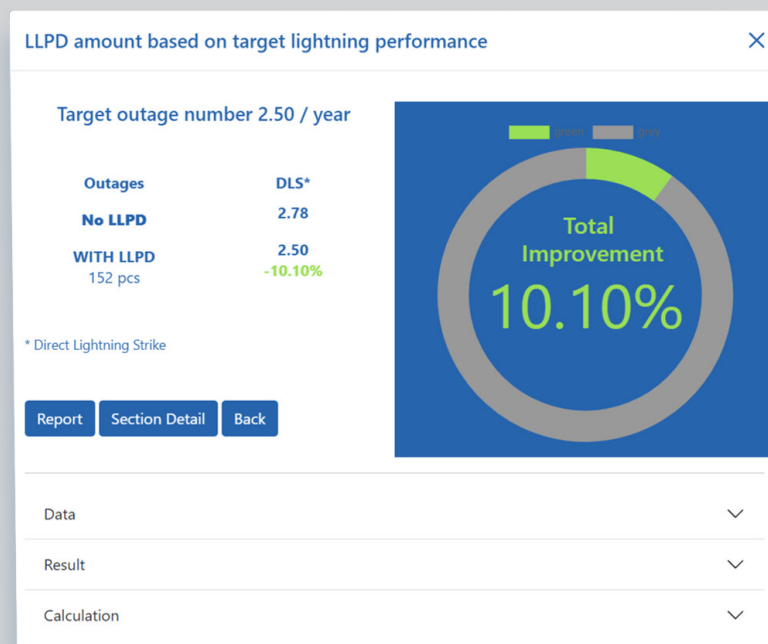 LLPD amount based on target lightning performance
Target outage number 2.50 / year
Outages DLS*
No LLPD 2.78
WITH LLPD 2.50
152 pcs -10.10%
* Direct Lightning Strike
Report Section Detail Back
green grey
Total
Improvement
10.10%
Data
Result
Calculation